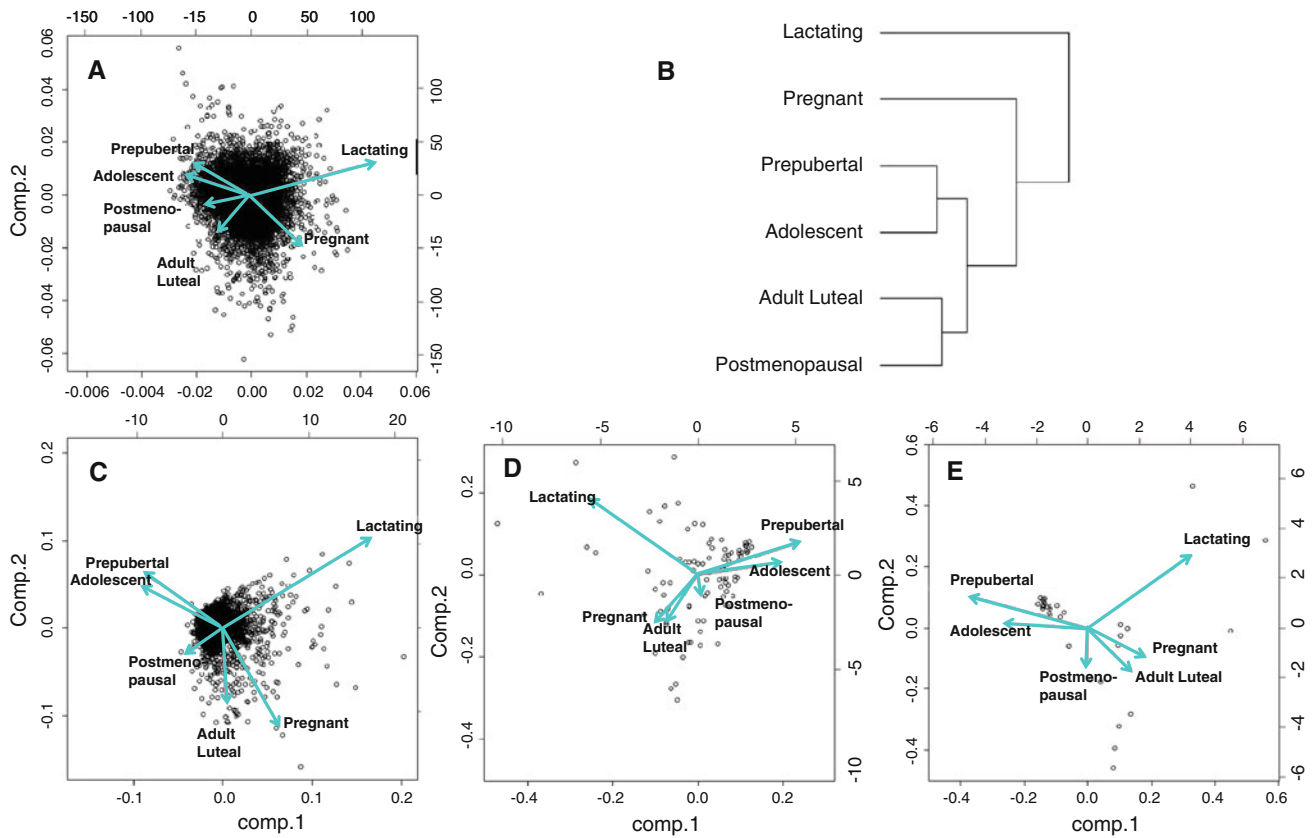 -150 -100 -15 0 50 100
A
0.06
0.04
0.02
0.00
-0.02
-0.04
-0.06
Comp.2
100
50
0
-15
-100
-150
Prepubertal
Adolescent
Postmeno-
pausal
Adult
Luteal
Lactating
Pregnant
-0.006 -0.004 -0.02 0.00 0.02 0.04 0.06
B
Lactating
Pregnant
Prepubertal
Adolescent
Adult Luteal
Postmenopausal
-10 0 10 20
C
0.2
0.1
0.0
-0.1
Comp.2
Lactating
Prepubertal
Adolescent
Postmeno
pausal
Adult
Luteal
Pregnant
-0.1 0.0 0.1 0.2
comp.1
-10 -5 0 5
D
0.2
0.0
-0.2
-0.4
Comp.2
5
0
-5
-10
Lactating
Prepubertal
Adolescent
Pregnant
Adult
Luteal
Postmeno-
pausal
-0.4 -0.2 0.0 0.2
comp.1
-6 -4 -2 0 2 4 6
E
0.6
0.4
0.2
0.0
-0.2
-0.4
Comp.2
6
4
2
0
-2
-4
-6
Lactating
Prepubertal
Adolescent
Pregnant
Postmeno-
pausal
Adult Luteal
-0.4 -0.2 0.0 0.2 0.4 0.6
comp.1